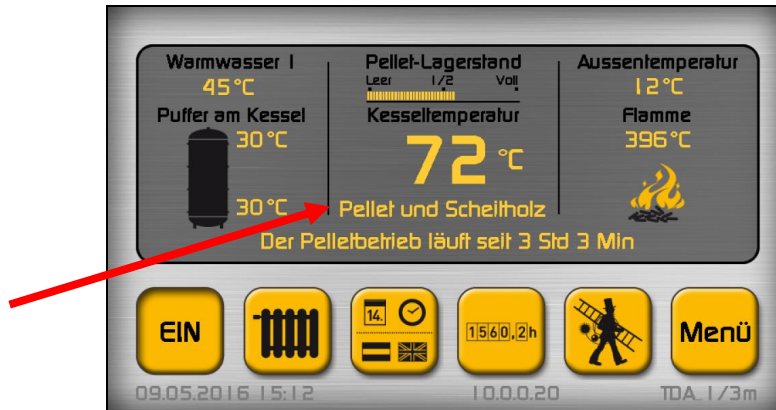 Warmwasser 1
45°C
Puffer am Kessel
30°C
30°C
Pellet-Lagerstand
Leer 1/2 Voll
Kesseltemperatur
72 °C
Pellet und Scheitholz
Aussentemperatur
12°C
Flamme
396°C
Der Pelletbetrieb läuft seit 3 Std 3 Min
EIN
14.
1560,2h
Menü
09.05.2016 15:12 10.0.0.20 TDA_1/3m